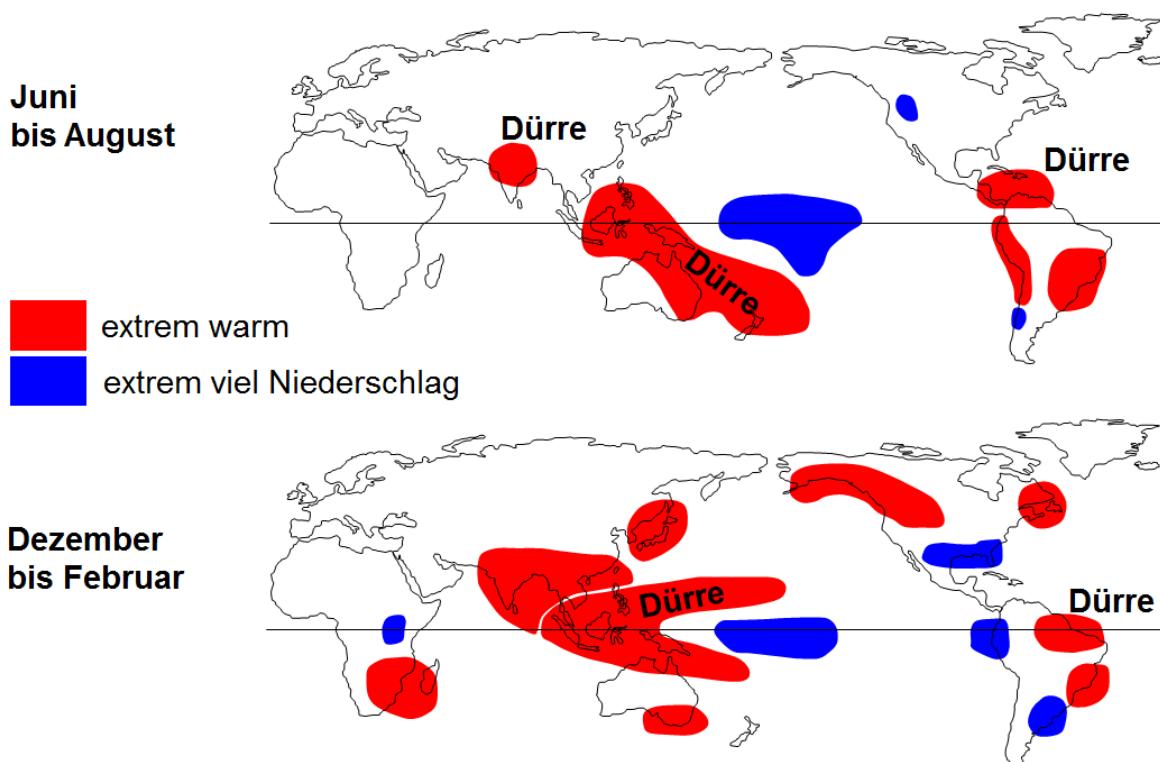 Juni
bis August
Dürre
Dürre
Dürre
extrem warm
extrem viel Niederschlag
Dezember
bis Februar
Dürre
Dürre